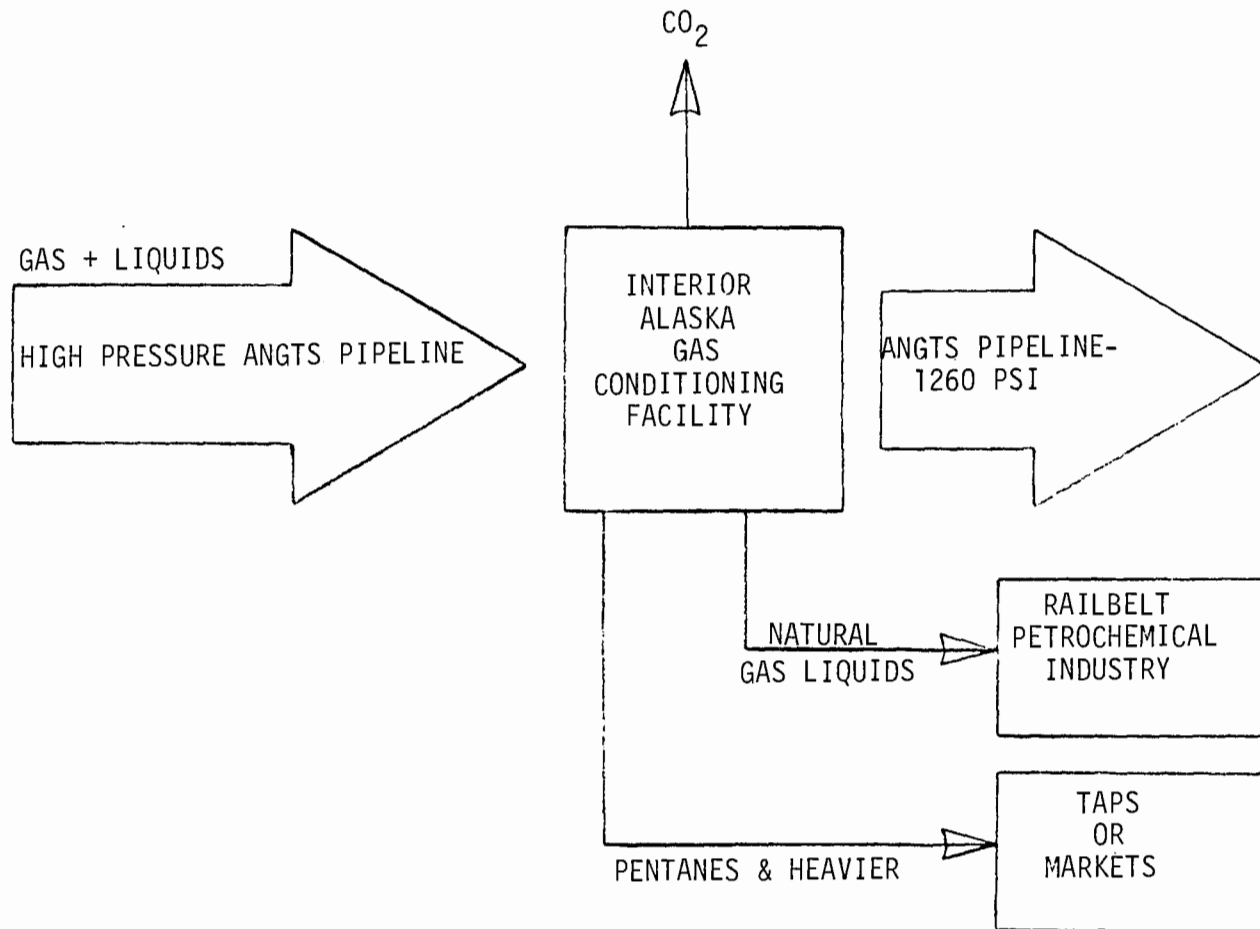 CO2
GAS + LIQUIDS
HIGH PRESSURE ANGTS PIPELINE
INTERIOR
ALASKA
GAS
CONDITIONING
FACILITY
ANGTS PIPELINE-
1260 PSI
NATURAL
GAS LIQUIDS
RAILBELT
PETROCHEMICAL
INDUSTRY
PENTANES & HEAVIER
TAPS
OR
MARKETS